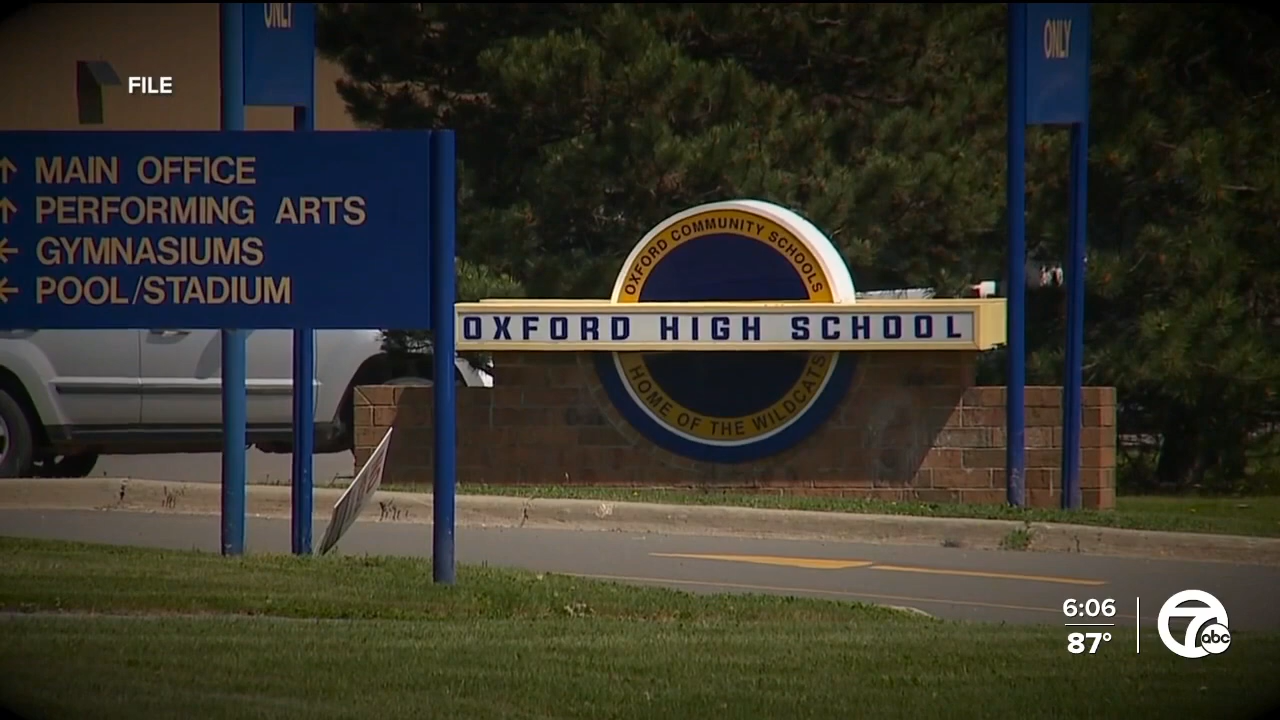 ONLY
ONLY
FILE
↑ MAIN OFFICE
↑ PERFORMING ARTS
← GYMNASIUMS
← POOL/STADIUM
OXFORD COMMUNITY SCHOOLS
OXFORD HIGH SCHOOL
HOME OF THE WILDCATS
6:06
87°
7 abc